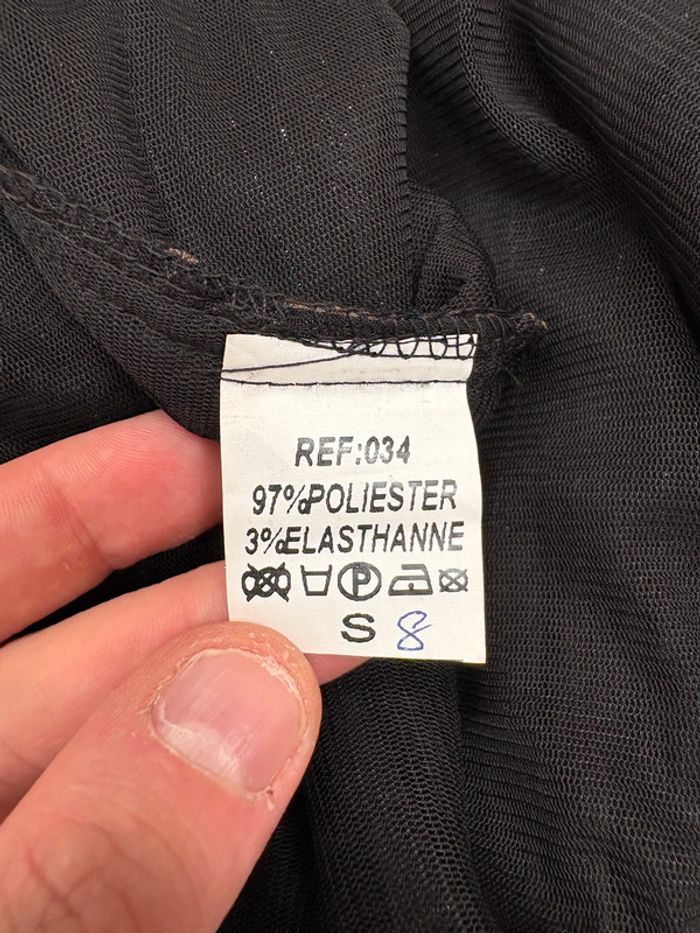 REF:034
97%POLIESTER
3%ELASTHANNE
P
S 8